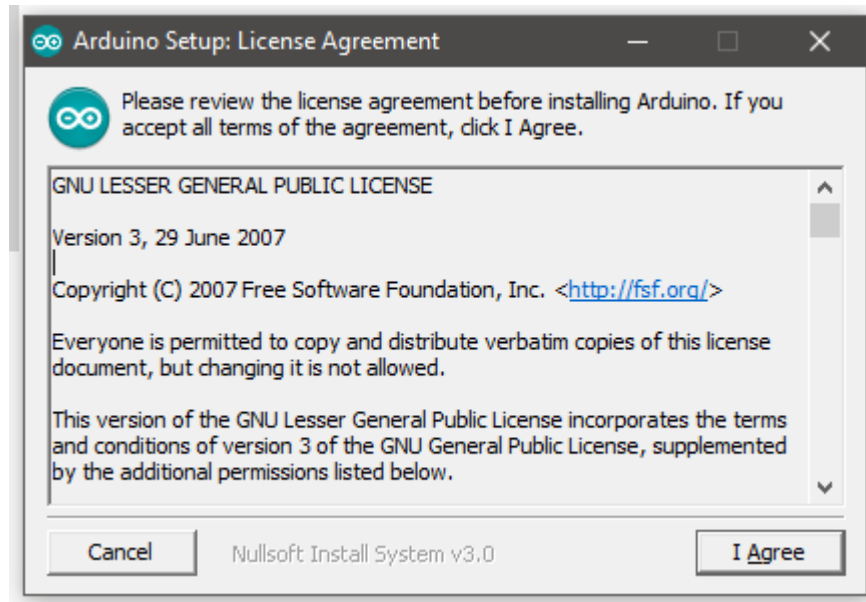 Arduino Setup: License Agreement
Please review the license agreement before installing Arduino. If you
accept all terms of the agreement, click I Agree.
GNU LESSER GENERAL PUBLIC LICENSE
Version 3, 29 June 2007
Copyright (C) 2007 Free Software Foundation, Inc. <http://fsf.org/>
Everyone is permitted to copy and distribute verbatim copies of this license
document, but changing it is not allowed.
This version of the GNU Lesser General Public License incorporates the terms
and conditions of version 3 of the GNU General Public License, supplemented
by the additional permissions listed below.
Cancel
Nullsoft Install System v3.0
I Agree